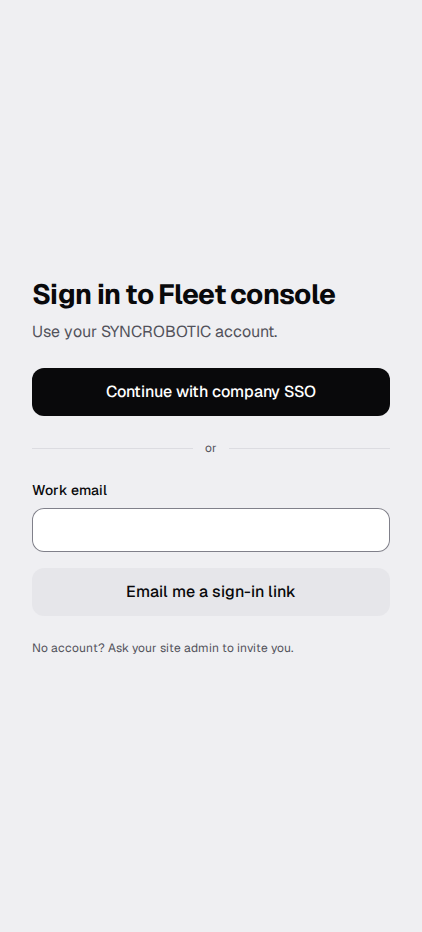 Sign in to Fleet console
Use your SYNCROBOTIC account.
Continue with company SSO
or
Work email
Email me a sign-in link
No account? Ask your site admin to invite you.